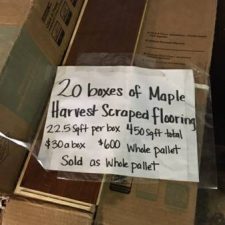 20 boxes of Maple
Harvest Scraped flooring
22.5 Sqft per box 450 Sqft total
$30 a box $600 Whole pallet
Sold as Whole pallet